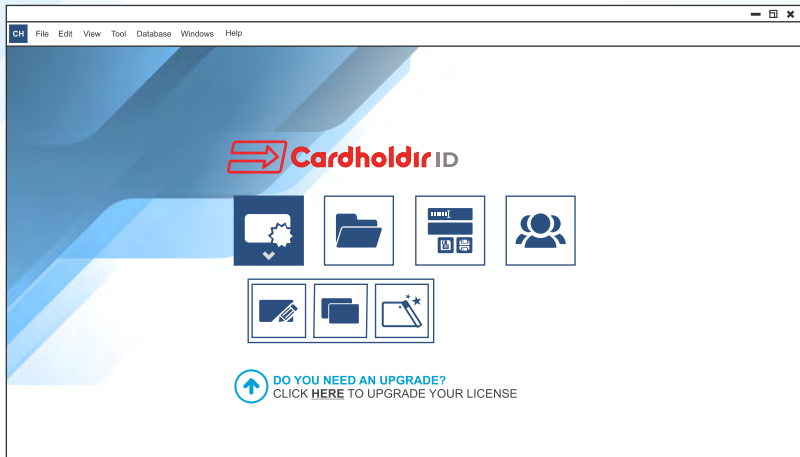 CH File Edit View Tool Database Windows Help
Cardholdır ID
DO YOU NEED AN UPGRADE?
CLICK HERE TO UPGRADE YOUR LICENSE